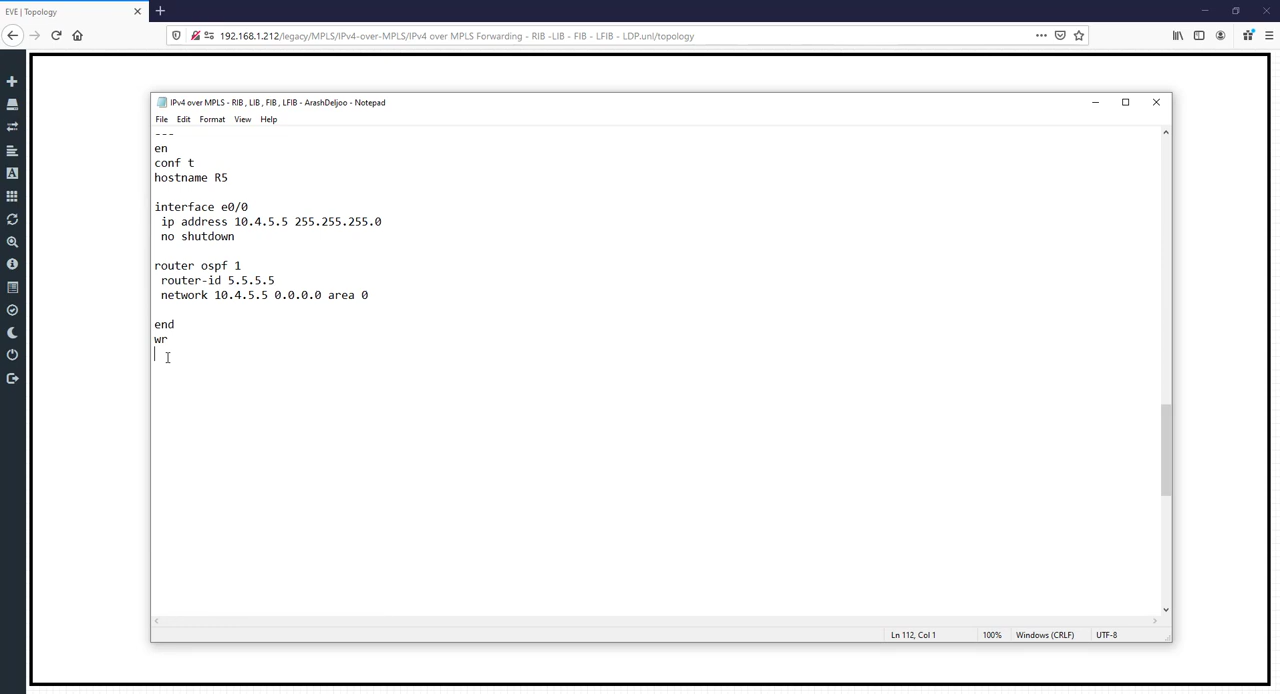 EVE | Topology
192.168.1.212/legacy/MPLS/IPv4-over-MPLS/IPv4 over MPLS Forwarding - RIB -LIB - FIB - LFIB - LDP.unl/topology
IPv4 over MPLS - RIB , LIB , FIB , LFIB - ArashDeljoo - Notepad
File Edit Format View Help
---
en
conf t
hostname R5
interface e0/0
ip address 10.4.5.5 255.255.255.0
no shutdown
router ospf 1
router-id 5.5.5.5
network 10.4.5.5 0.0.0.0 area 0
end
wr
Ln 112, Col 1 100% Windows (CRLF) UTF-8